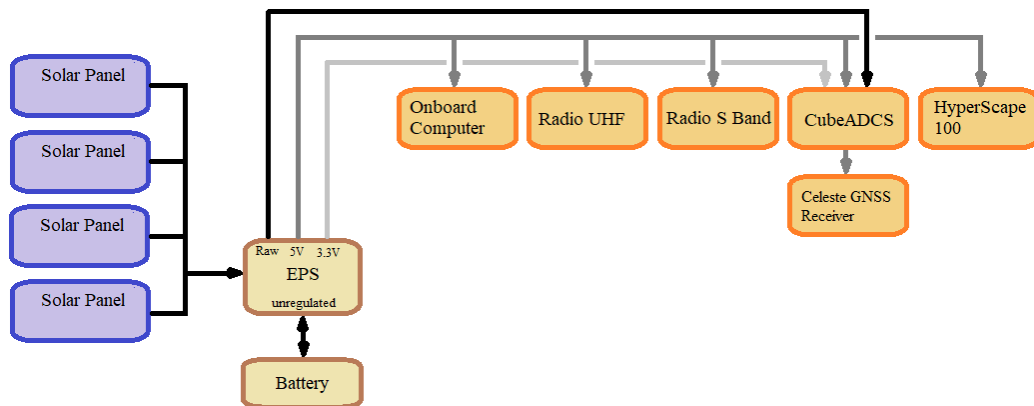 Solar Panel
Solar Panel
Solar Panel
Solar Panel
Raw 5V 3.3V
EPS
unregulated
Battery
Onboard
Computer
Radio UHF
Radio S Band
CubeADCS
HyperScape
100
Celeste GNSS
Receiver